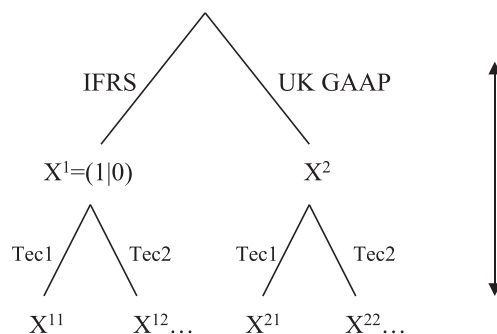 IFRS UK GAAP
X¹=(1|0) X²
Tec1 Tec2 Tec1 Tec2
X¹¹ X¹²... X²¹ X²²...